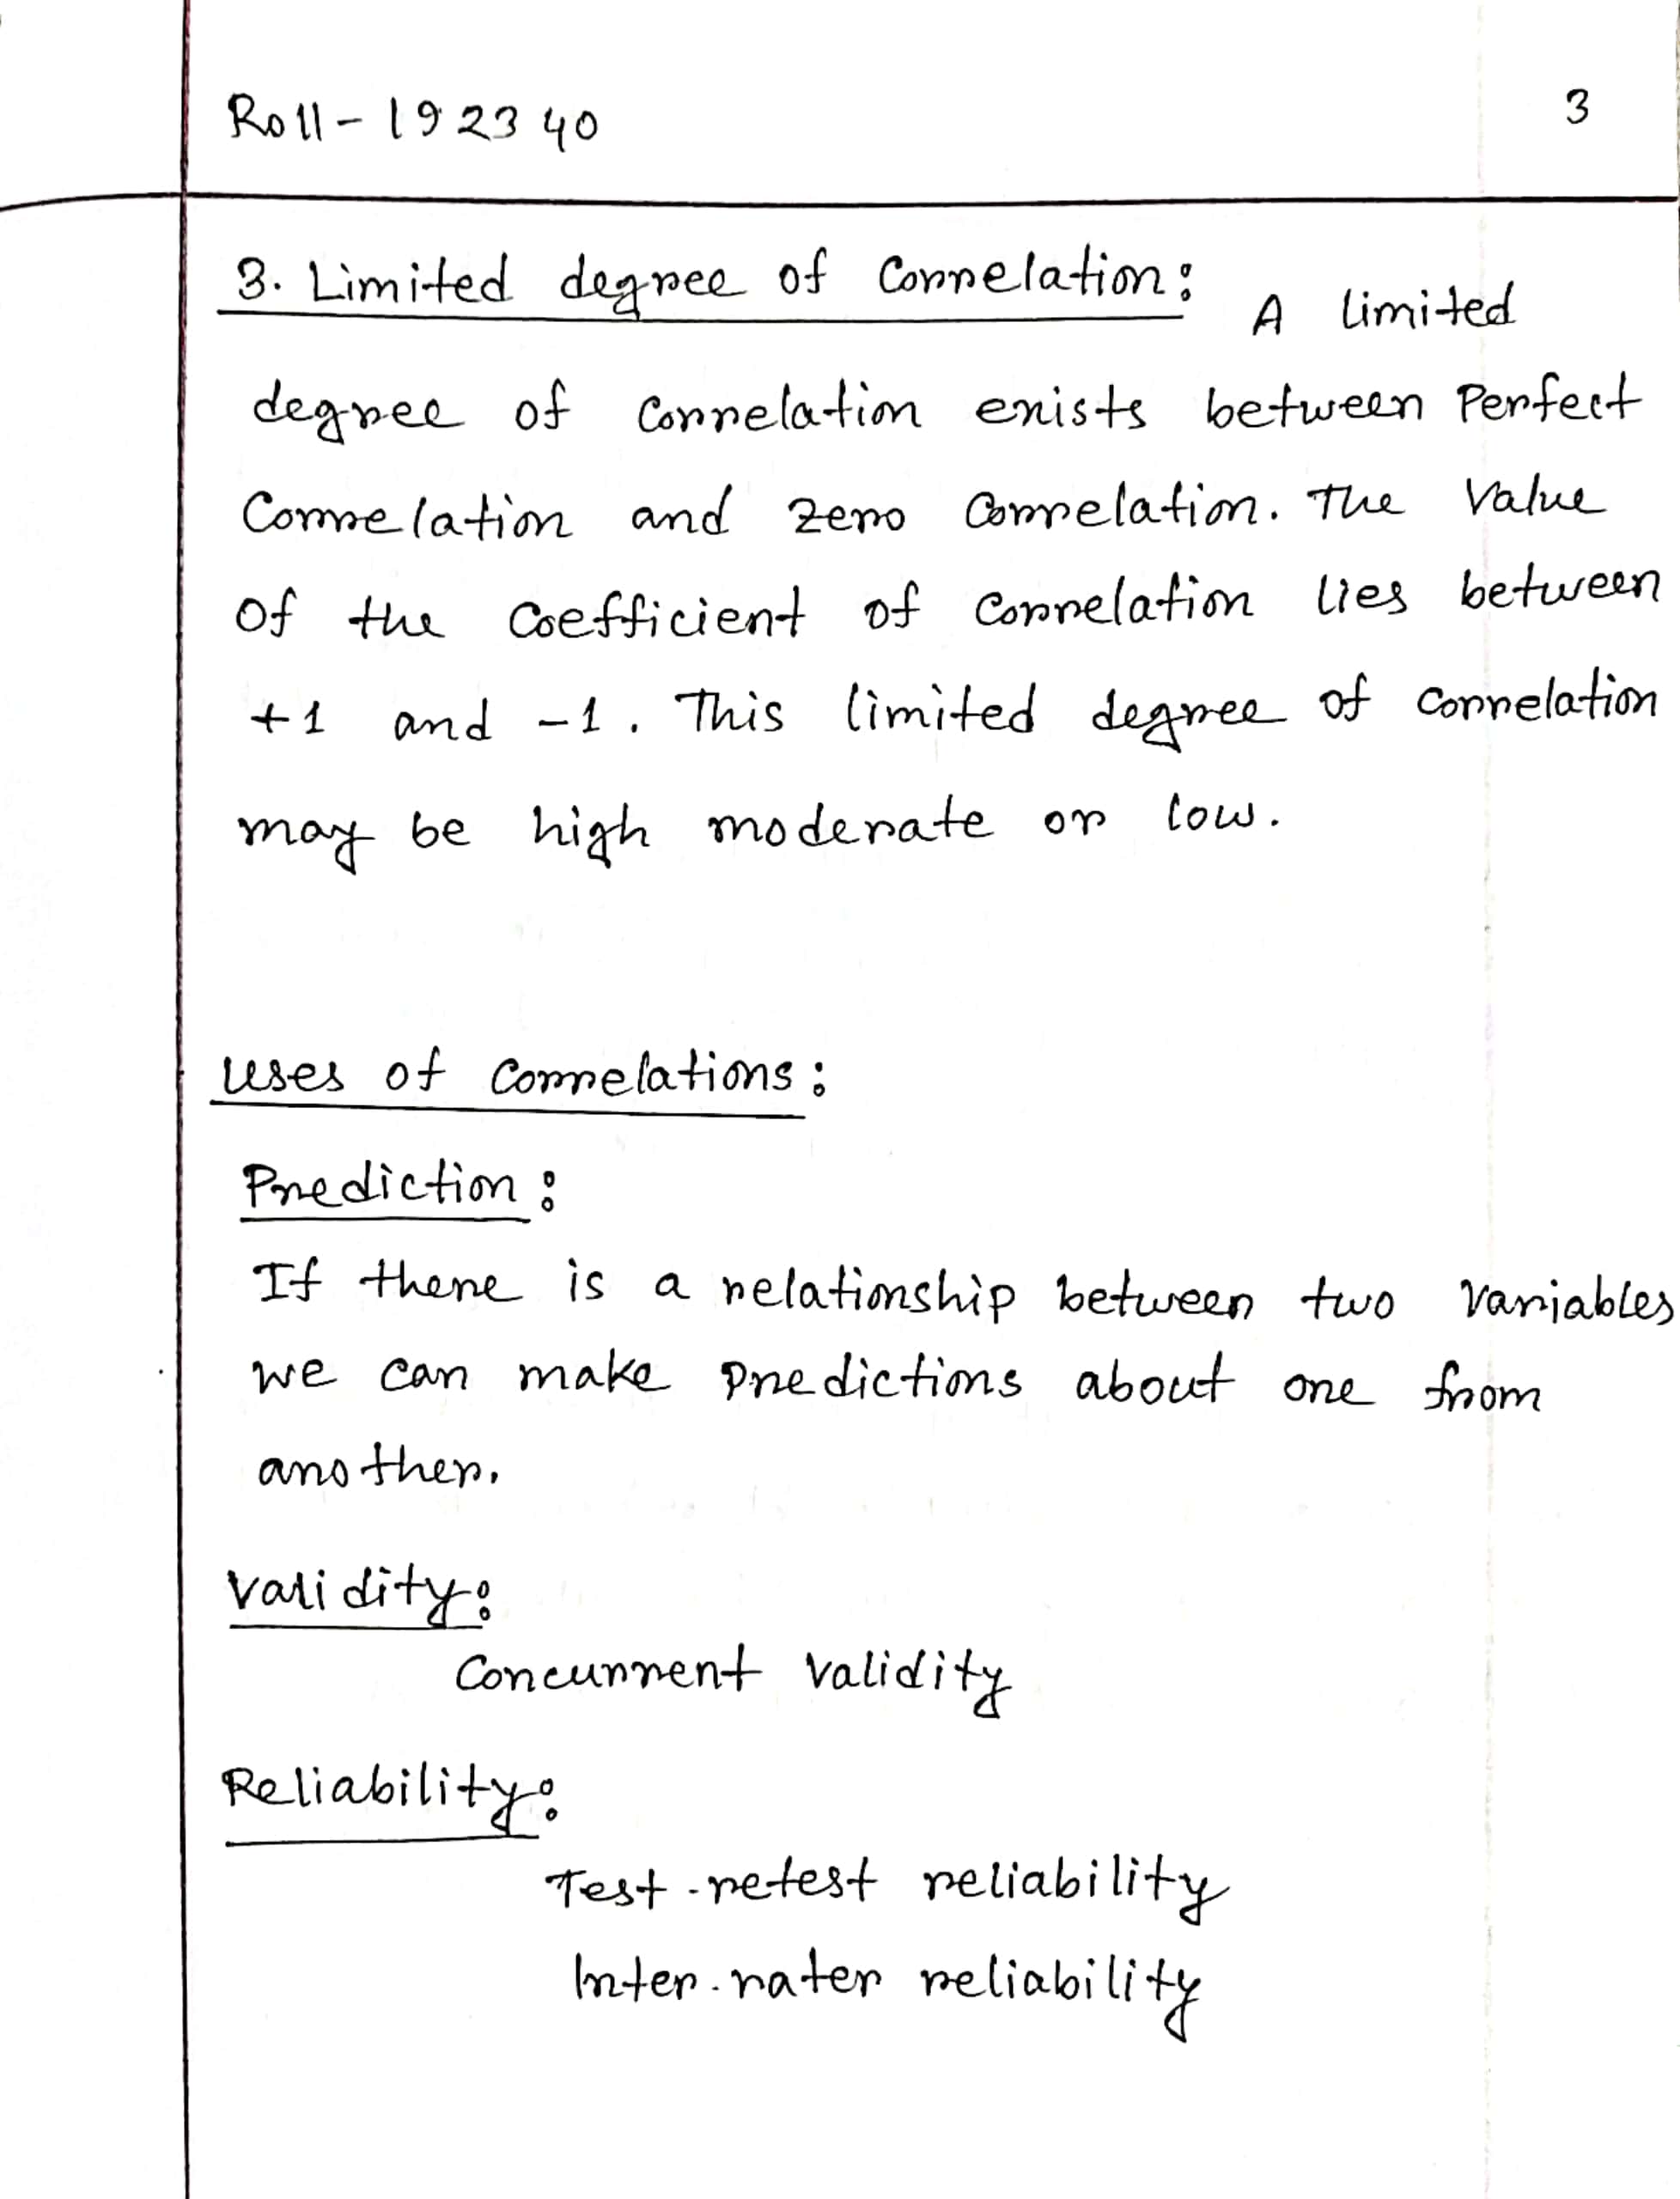 Roll - 192340
3
3. Limited degree of Correlation: A limited
degree of Correlation exists between Perfect
Correlation and zero Correlation. The Value
of the Coefficient of Correlation lies between
+1 and -1. This limited degree of correlation
may be high moderate or low.
Uses of Correlations:
Prediction:
If there is a relationship between two Variables
we can make Predictions about one from
another.
Validity:
Concurrent Validity
Reliability:
Test-retest reliability
Inter-rater reliability